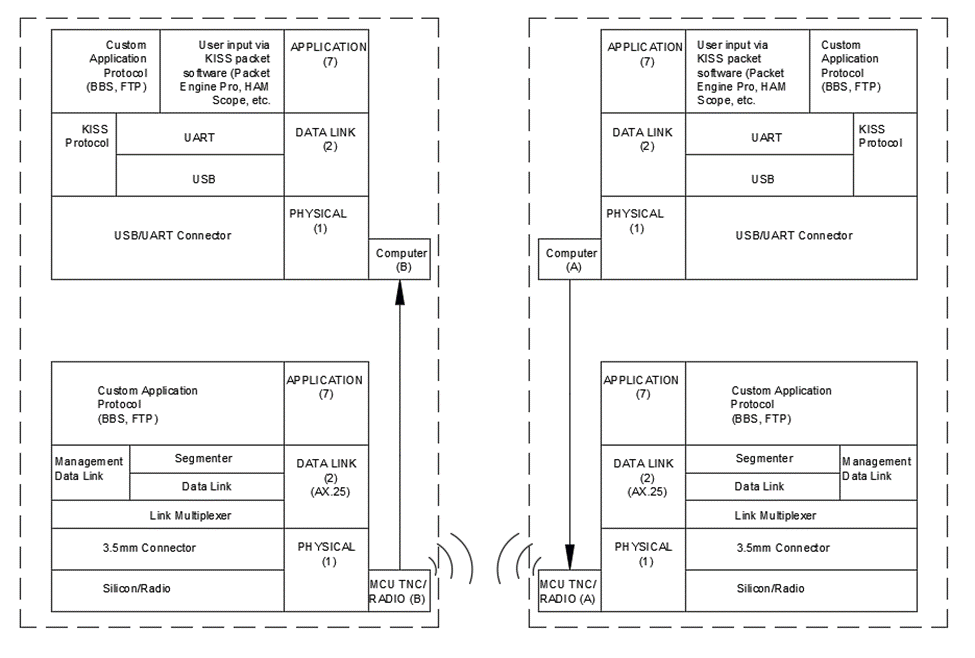 Custom
Application
Protocol
(BBS, FTP)
User input via
KISS packet
software (Packet
Engine Pro, HAM
Scope, etc.
APPLICATION
(7)
KISS
Protocol
UART
USB
DATA LINK
(2)
USB/UART Connector
PHYSICAL
(1)
Computer
(B)
APPLICATION
(7)
User input via
KISS packet
software (Packet
Engine Pro, HAM
Scope, etc.
Custom
Application
Protocol
(BBS, FTP)
DATA LINK
(2)
UART
USB
KISS
Protocol
PHYSICAL
(1)
USB/UART Connector
Computer
(A)
Custom Application
Protocol
(BBS, FTP)
APPLICATION
(7)
Management
Data Link
Segmenter
Data Link
Link Multiplexer
DATA LINK
(2)
(AX.25)
3.5mm Connector
Silicon/Radio
PHYSICAL
(1)
MCU TNC/
RADIO (B)
APPLICATION
(7)
Custom Application
Protocol
(BBS, FTP)
DATA LINK
(2)
(AX.25)
Segmenter
Data Link
Management
Data Link
Link Multiplexer
PHYSICAL
(1)
3.5mm Connector
Silicon/Radio
MCU TNC/
RADIO (A)